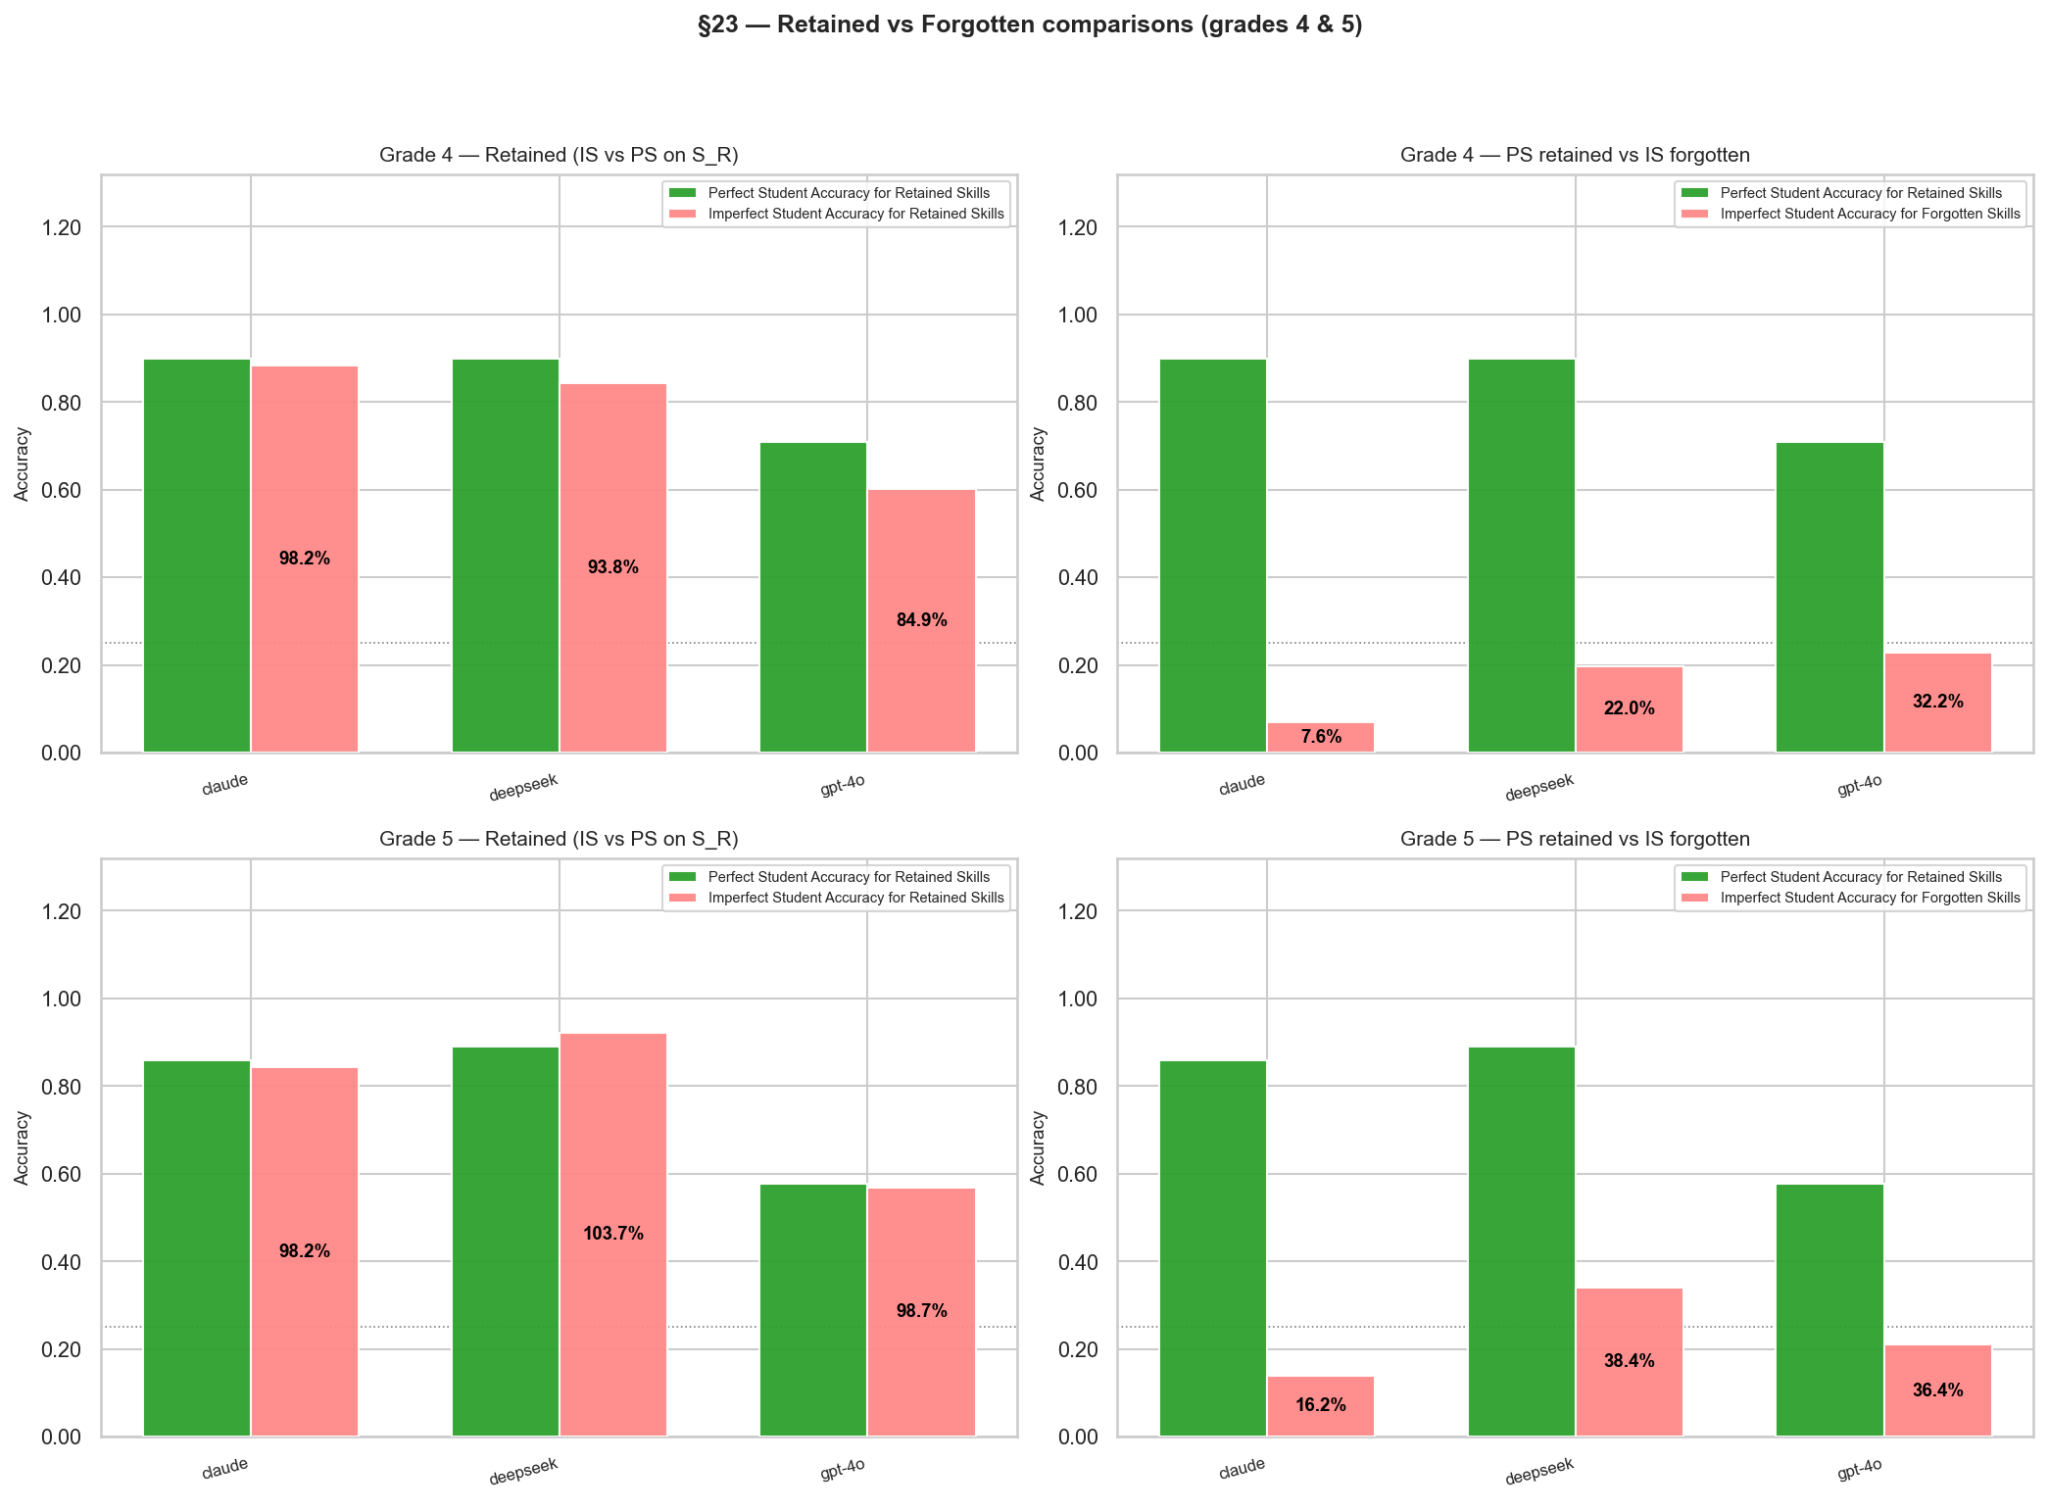 §23 — Retained vs Forgotten comparisons (grades 4 & 5)
Grade 4 — Retained (IS vs PS on S_R)
Perfect Student Accuracy for Retained Skills
Imperfect Student Accuracy for Retained Skills
1.20
1.00
0.80
0.60
0.40
0.20
0.00
Accuracy
98.2%
93.8%
84.9%
claude
deepseek
gpt-4o
Grade 4 — PS retained vs IS forgotten
Perfect Student Accuracy for Retained Skills
Imperfect Student Accuracy for Forgotten Skills
1.20
1.00
0.80
0.60
0.40
0.20
0.00
Accuracy
7.6%
22.0%
32.2%
claude
deepseek
gpt-4o
Grade 5 — Retained (IS vs PS on S_R)
Perfect Student Accuracy for Retained Skills
Imperfect Student Accuracy for Retained Skills
1.20
1.00
0.80
0.60
0.40
0.20
0.00
Accuracy
98.2%
103.7%
98.7%
claude
deepseek
gpt-4o
Grade 5 — PS retained vs IS forgotten
Perfect Student Accuracy for Retained Skills
Imperfect Student Accuracy for Forgotten Skills
1.20
1.00
0.80
0.60
0.40
0.20
0.00
Accuracy
16.2%
38.4%
36.4%
claude
deepseek
gpt-4o